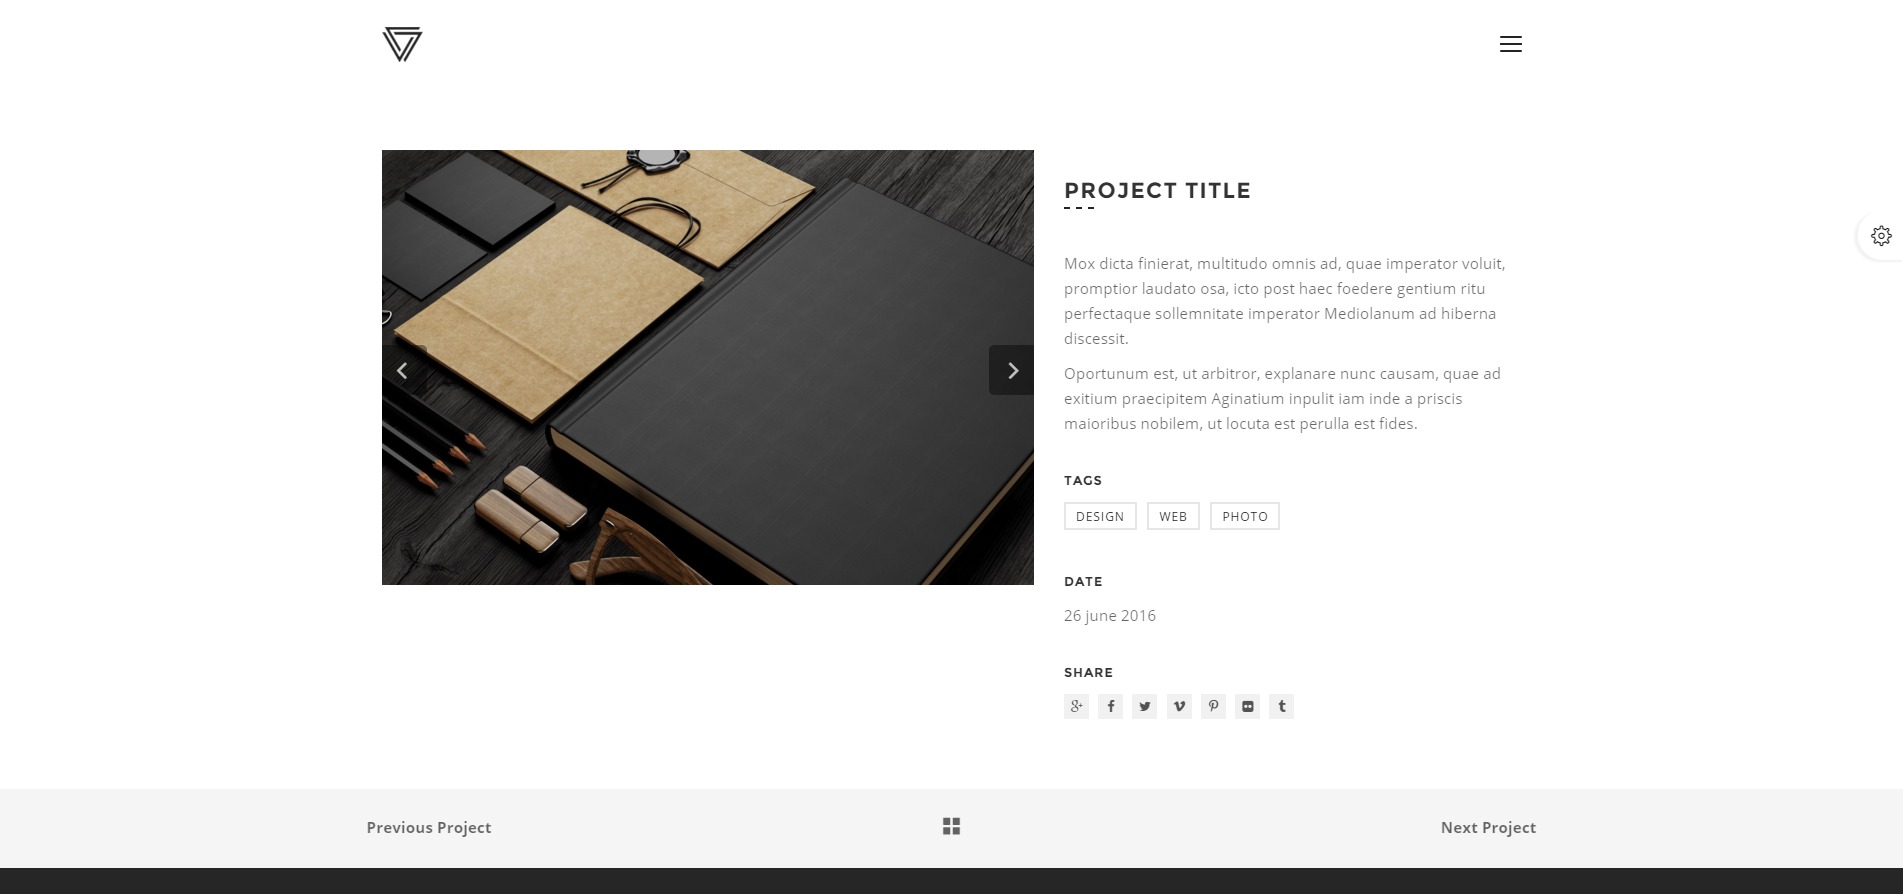 PROJECT TITLE
Mox dicta finierat, multitudo omnis ad, quae imperator voluit,
promptior laudato osa, icto post haec foedere gentium ritu
perfectaque sollemnitate imperator Mediolanum ad hiberna
discessit.
Oportunum est, ut arbitror, explanare nunc causam, quae ad
exitium praecipitem Aginatium inpulit iam inde a priscis
maioribus nobilem, ut locuta est perulla est fides.
TAGS
DESIGN WEB PHOTO
DATE
26 june 2016
SHARE
Previous Project Next Project